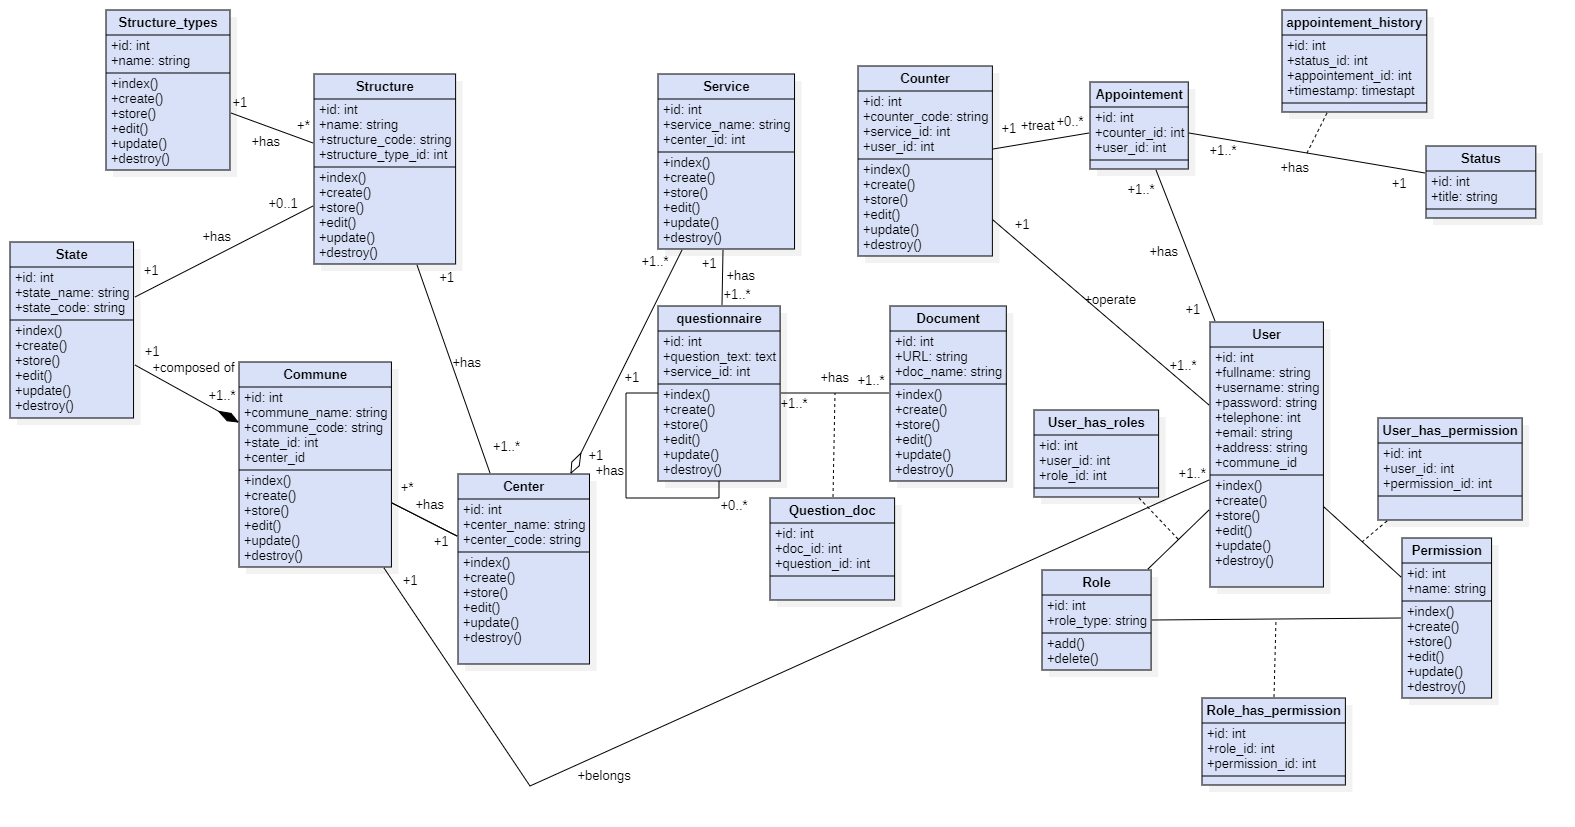 Structure_types
+id: int
+name: string
+index()
+create()
+store()
+edit()
+update()
+destroy()
+1
+has
+*
Structure
+id: int
+name: string
+structure_code: string
+structure_type_id: int
+index()
+create()
+store()
+edit()
+update()
+destroy()
+0..1
+has
+1
State
+id: int
+state_name: string
+state_code: string
+index()
+create()
+store()
+edit()
+update()
+destroy()
+1
+composed of
+1..*
Commune
+id: int
+commune_name: string
+commune_code: string
+state_id: int
+center_id
+index()
+create()
+store()
+edit()
+update()
+destroy()
+*
+has
+1
+1
+has
+1..*
Center
+id: int
+center_name: string
+center_code: string
+index()
+create()
+store()
+edit()
+update()
+destroy()
Service
+id: int
+service_name: string
+center_id: int
+index()
+create()
+store()
+edit()
+update()
+destroy()
+1..*
+1
+1
+has
+1..*
questionnaire
+id: int
+question_text: text
+service_id: int
+index()
+create()
+store()
+edit()
+update()
+destroy()
+1
+has
+0..*
+1..*
+has
+1..*
Document
+id: int
+URL: string
+doc_name: string
+index()
+create()
+store()
+edit()
+update()
+destroy()
Question_doc
+id: int
+doc_id: int
+question_id: int
Counter
+id: int
+counter_code: string
+service_id: int
+user_id: int
+index()
+create()
+store()
+edit()
+update()
+destroy()
+1
+treat
+0..*
Appointement
+id: int
+counter_id: int
+user_id: int
appointement_history
+id: int
+status_id: int
+appointement_id: int
+timestamp: timestapt
+1..*
+has
+1
Status
+id: int
+title: string
+1..*
+has
+1
+1
+operate
+1..*
User
+id: int
+fullname: string
+username: string
+password: string
+telephone: int
+email: string
+address: string
+commune_id
+index()
+create()
+store()
+edit()
+update()
+destroy()
+1..*
+belongs
+1
User_has_roles
+id: int
+user_id: int
+role_id: int
User_has_permission
+id: int
+user_id: int
+permission_id: int
Role
+id: int
+role_type: string
+add()
+delete()
Permission
+id: int
+name: string
+index()
+create()
+store()
+edit()
+update()
+destroy()
Role_has_permission
+id: int
+role_id: int
+permission_id: int